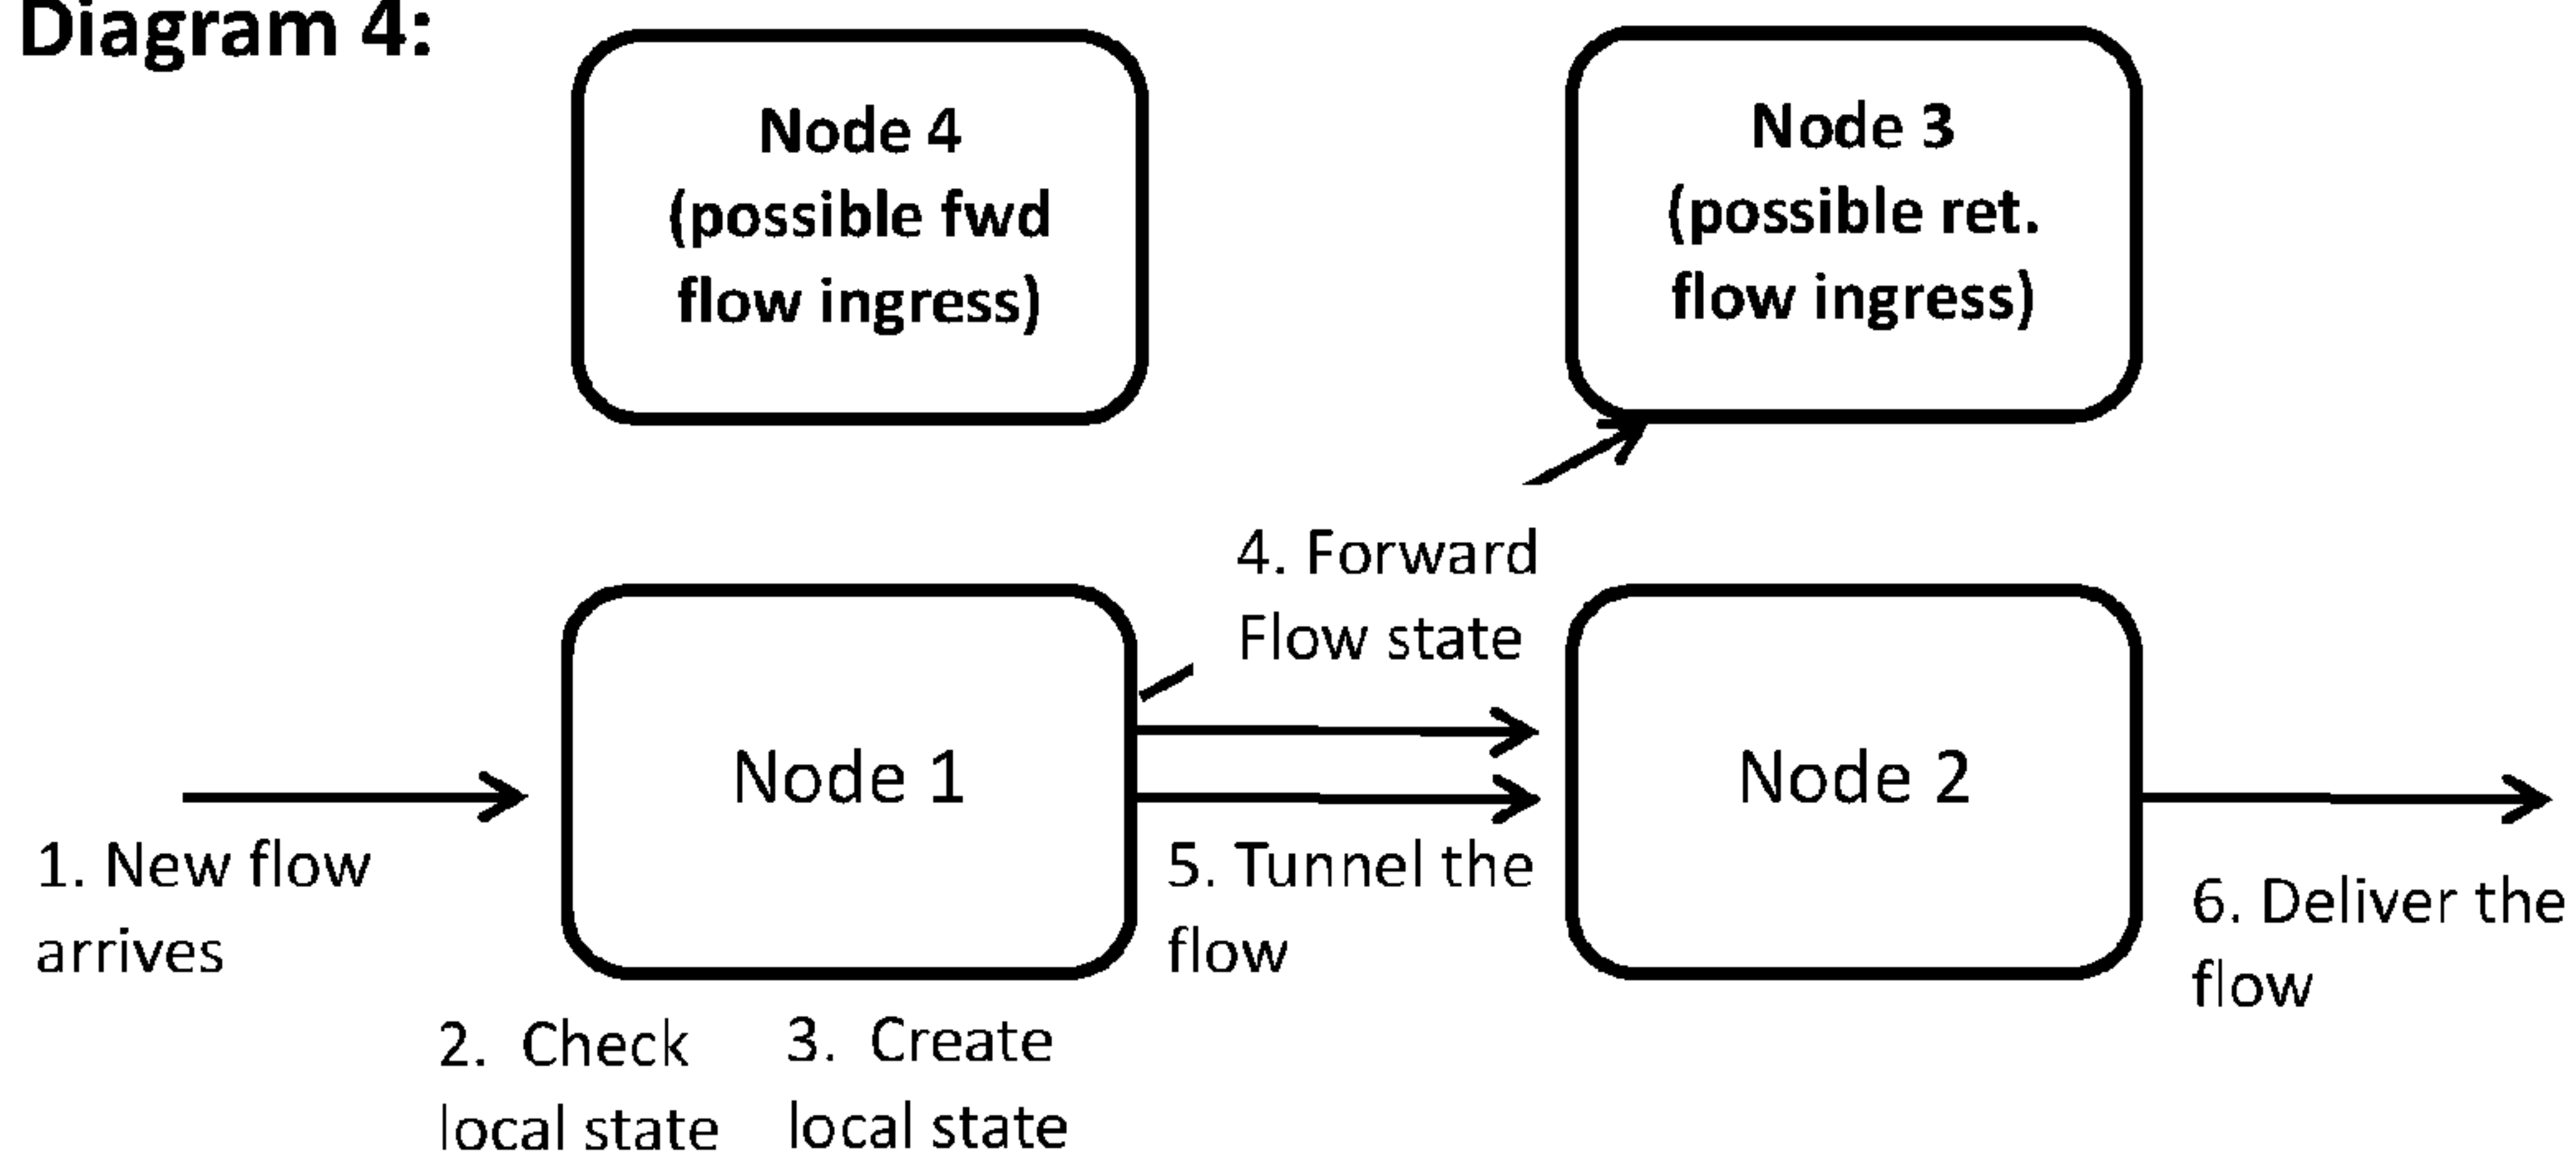 Diagram 4:
Node 4
(possible fwd
flow ingress)
Node 3
(possible ret.
flow ingress)
4. Forward
Flow state
Node 1
Node 2
1. New flow
arrives
5. Tunnel the
flow
6. Deliver the
flow
2. Check
local state
3. Create
local state